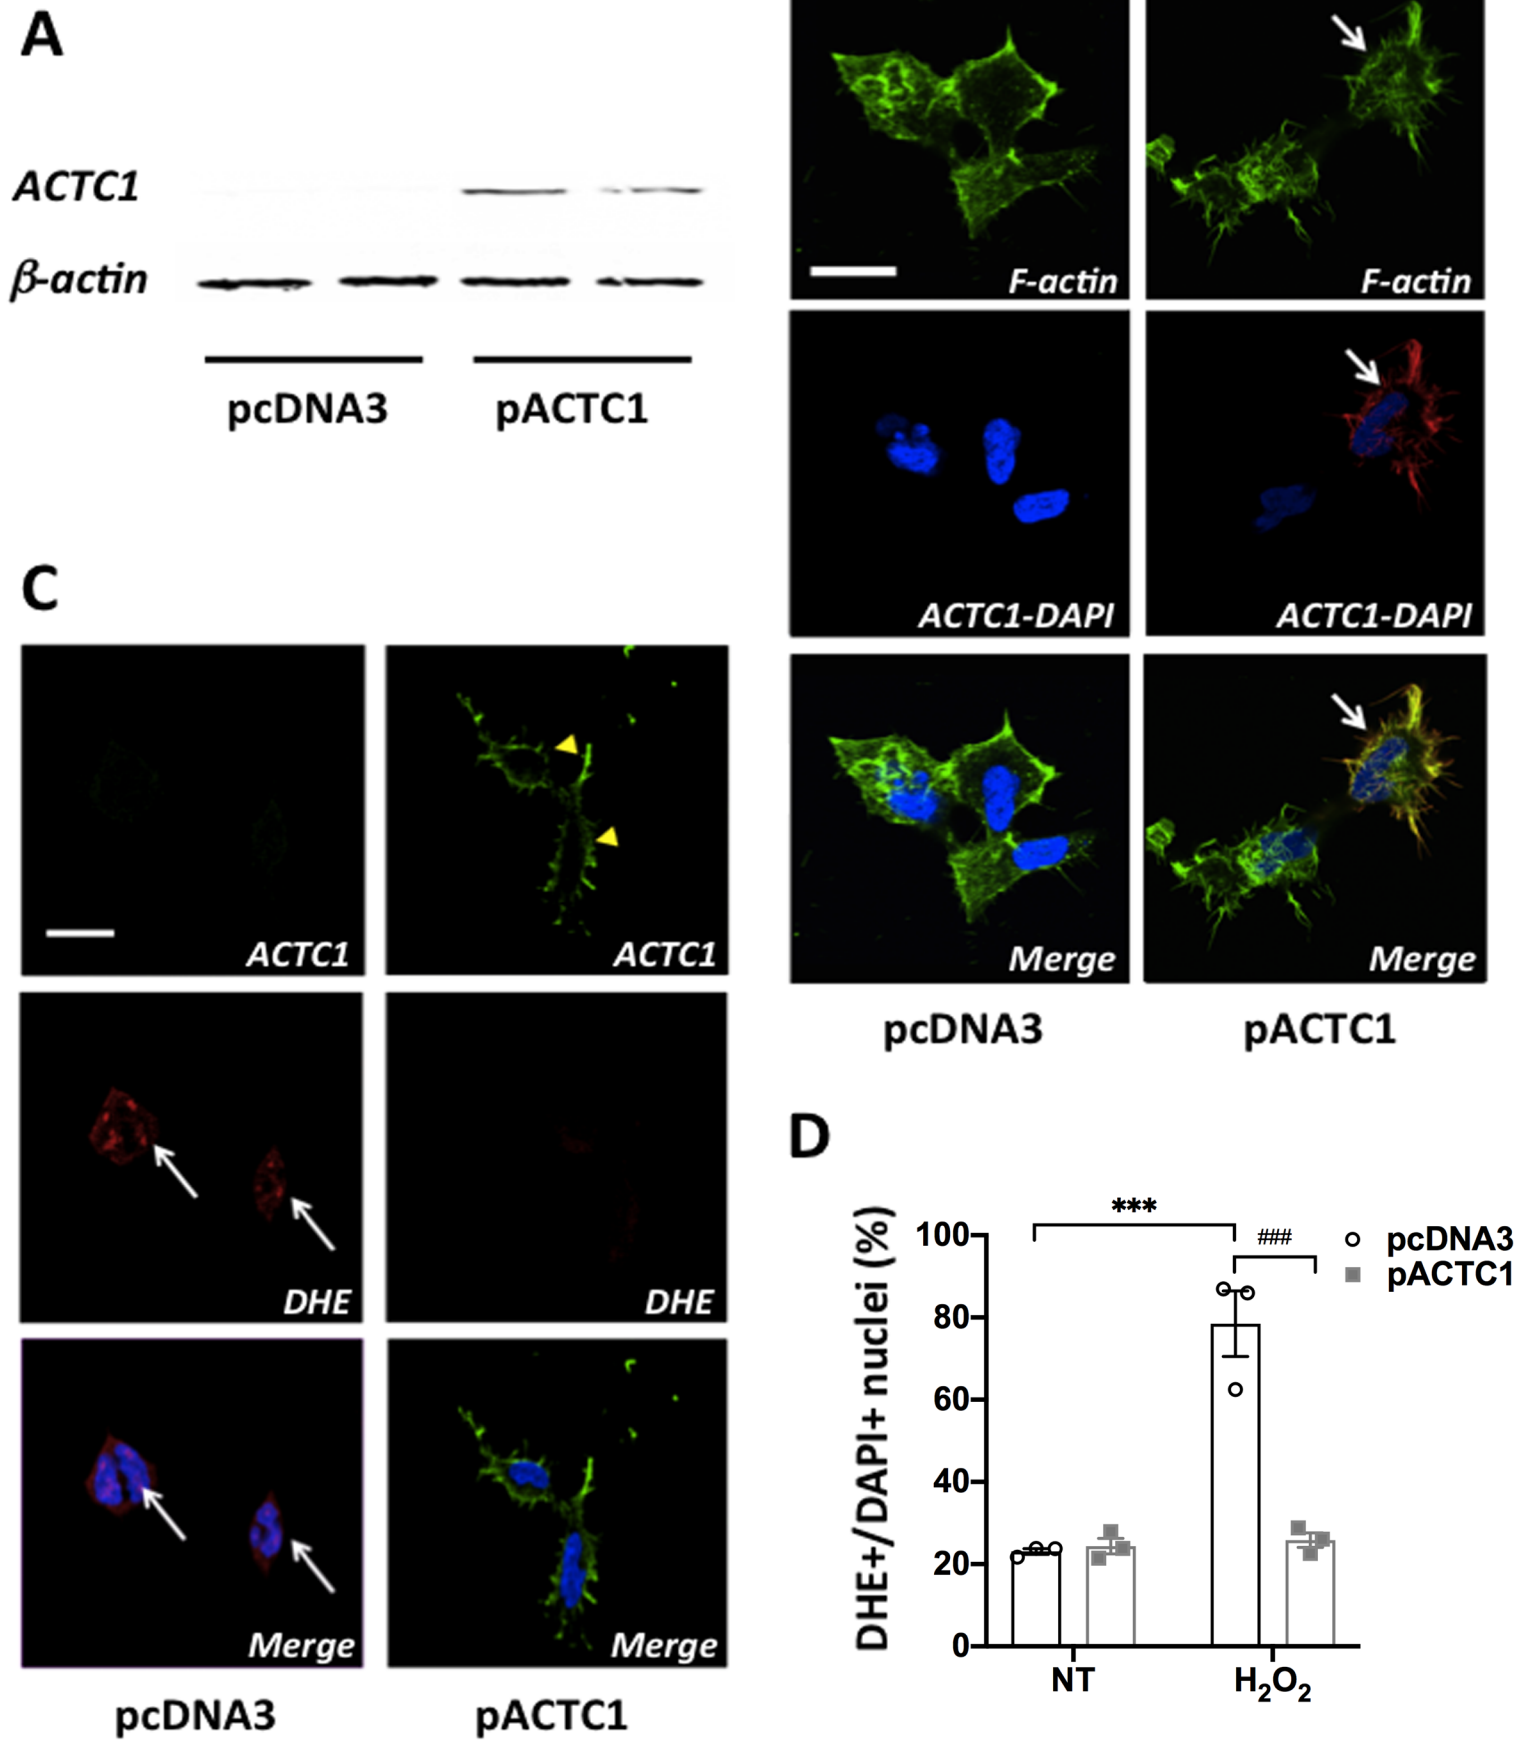 A
ACTC1
β-actin
pcDNA3
pACTC1
F-actin
F-actin
ACTC1-DAPI
ACTC1-DAPI
Merge
Merge
pcDNA3
pACTC1
C
ACTC1
ACTC1
DHE
DHE
Merge
Merge
pcDNA3
pACTC1
D
DHE+/DAPI+ nuclei (%)
100
80
60
40
20
0
***
###
pcDNA3
pACTC1
NT
H₂O₂